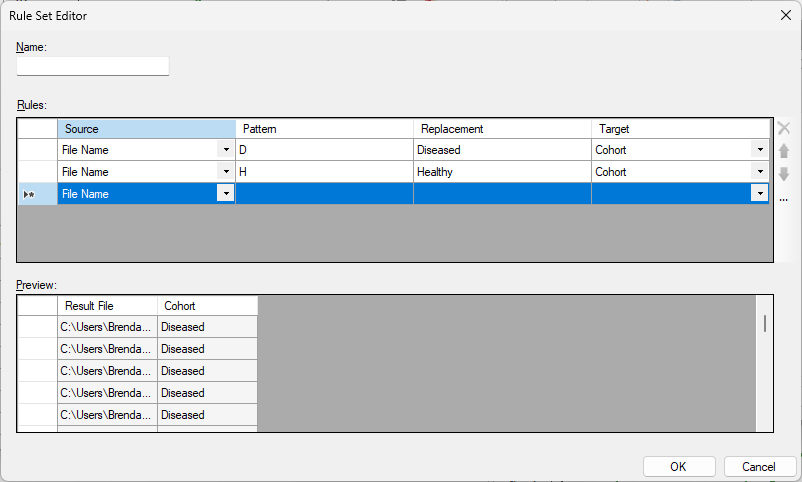 Rule Set Editor
Name:
Rules:
Source Pattern Replacement Target
File Name D Diseased Cohort
File Name H Healthy Cohort
File Name
...
Preview:
Result File Cohort
C:\Users\Brenda... Diseased
C:\Users\Brenda... Diseased
C:\Users\Brenda... Diseased
C:\Users\Brenda... Diseased
C:\Users\Brenda... Diseased
OK Cancel